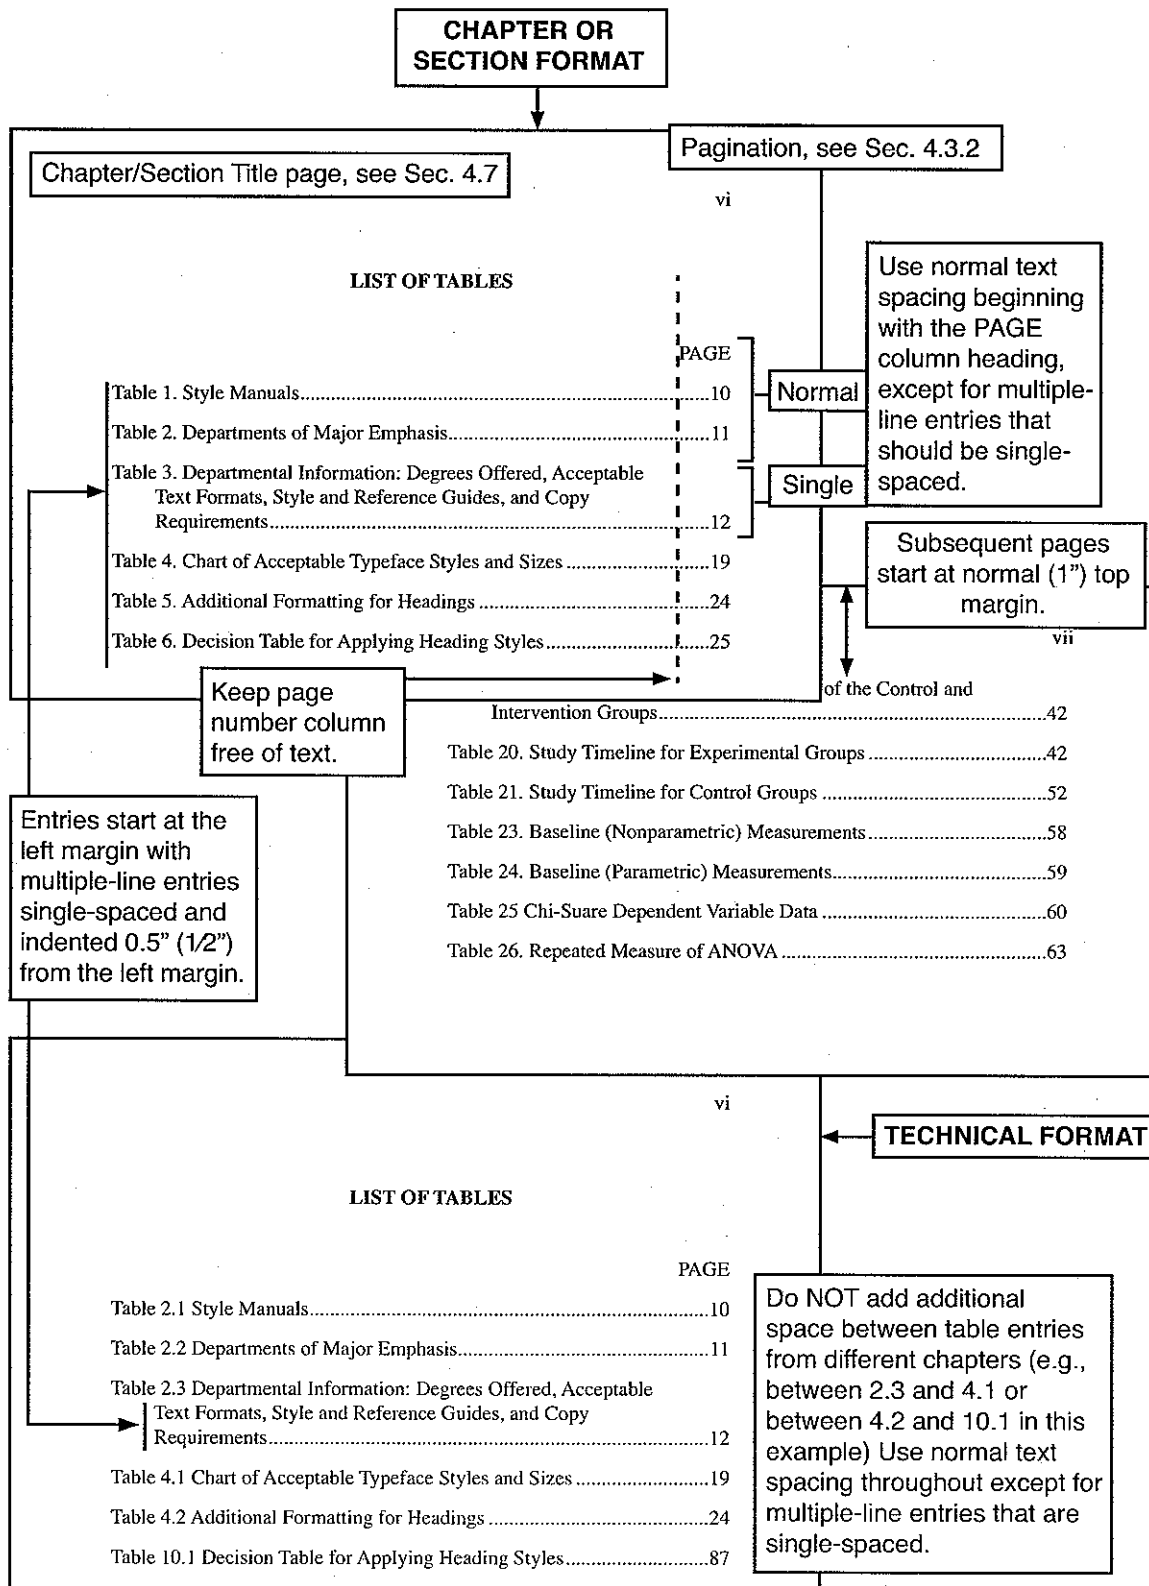 CHAPTER OR
SECTION FORMAT
Pagination, see Sec. 4.3.2
Chapter/Section Title page, see Sec. 4.7
vi
LIST OF TABLES
PAGE
Table 1. Style Manuals....................10
Table 2. Departments of Major Emphasis....................11
Table 3. Departmental Information: Degrees Offered, Acceptable
Text Formats, Style and Reference Guides, and Copy
Requirements....................12
Table 4. Chart of Acceptable Typeface Styles and Sizes....................19
Table 5. Additional Formatting for Headings....................24
Table 6. Decision Table for Applying Heading Styles....................25
Normal
Single
Use normal text
spacing beginning
with the PAGE
column heading,
except for multiple-
line entries that
should be single-
spaced.
Subsequent pages
start at normal (1”) top
margin.
Keep page
number column
free of text.
Entries start at the
left margin with
multiple-line entries
single-spaced and
indented 0.5” (1/2”)
from the left margin.
vii
of the Control and
Intervention Groups....................42
Table 20. Study Timeline for Experimental Groups....................42
Table 21. Study Timeline for Control Groups....................52
Table 23. Baseline (Nonparametric) Measurements....................58
Table 24. Baseline (Parametric) Measurements....................59
Table 25 Chi-Suare Dependent Variable Data....................60
Table 26. Repeated Measure of ANOVA....................63
TECHNICAL FORMAT
vi
LIST OF TABLES
PAGE
Table 2.1 Style Manuals....................10
Table 2.2 Departments of Major Emphasis....................11
Table 2.3 Departmental Information: Degrees Offered, Acceptable
Text Formats, Style and Reference Guides, and Copy
Requirements....................12
Table 4.1 Chart of Acceptable Typeface Styles and Sizes....................19
Table 4.2 Additional Formatting for Headings....................24
Table 10.1 Decision Table for Applying Heading Styles....................87
Do NOT add additional
space between table entries
from different chapters (e.g.,
between 2.3 and 4.1 or
between 4.2 and 10.1 in this
example) Use normal text
spacing throughout except for
multiple-line entries that are
single-spaced.